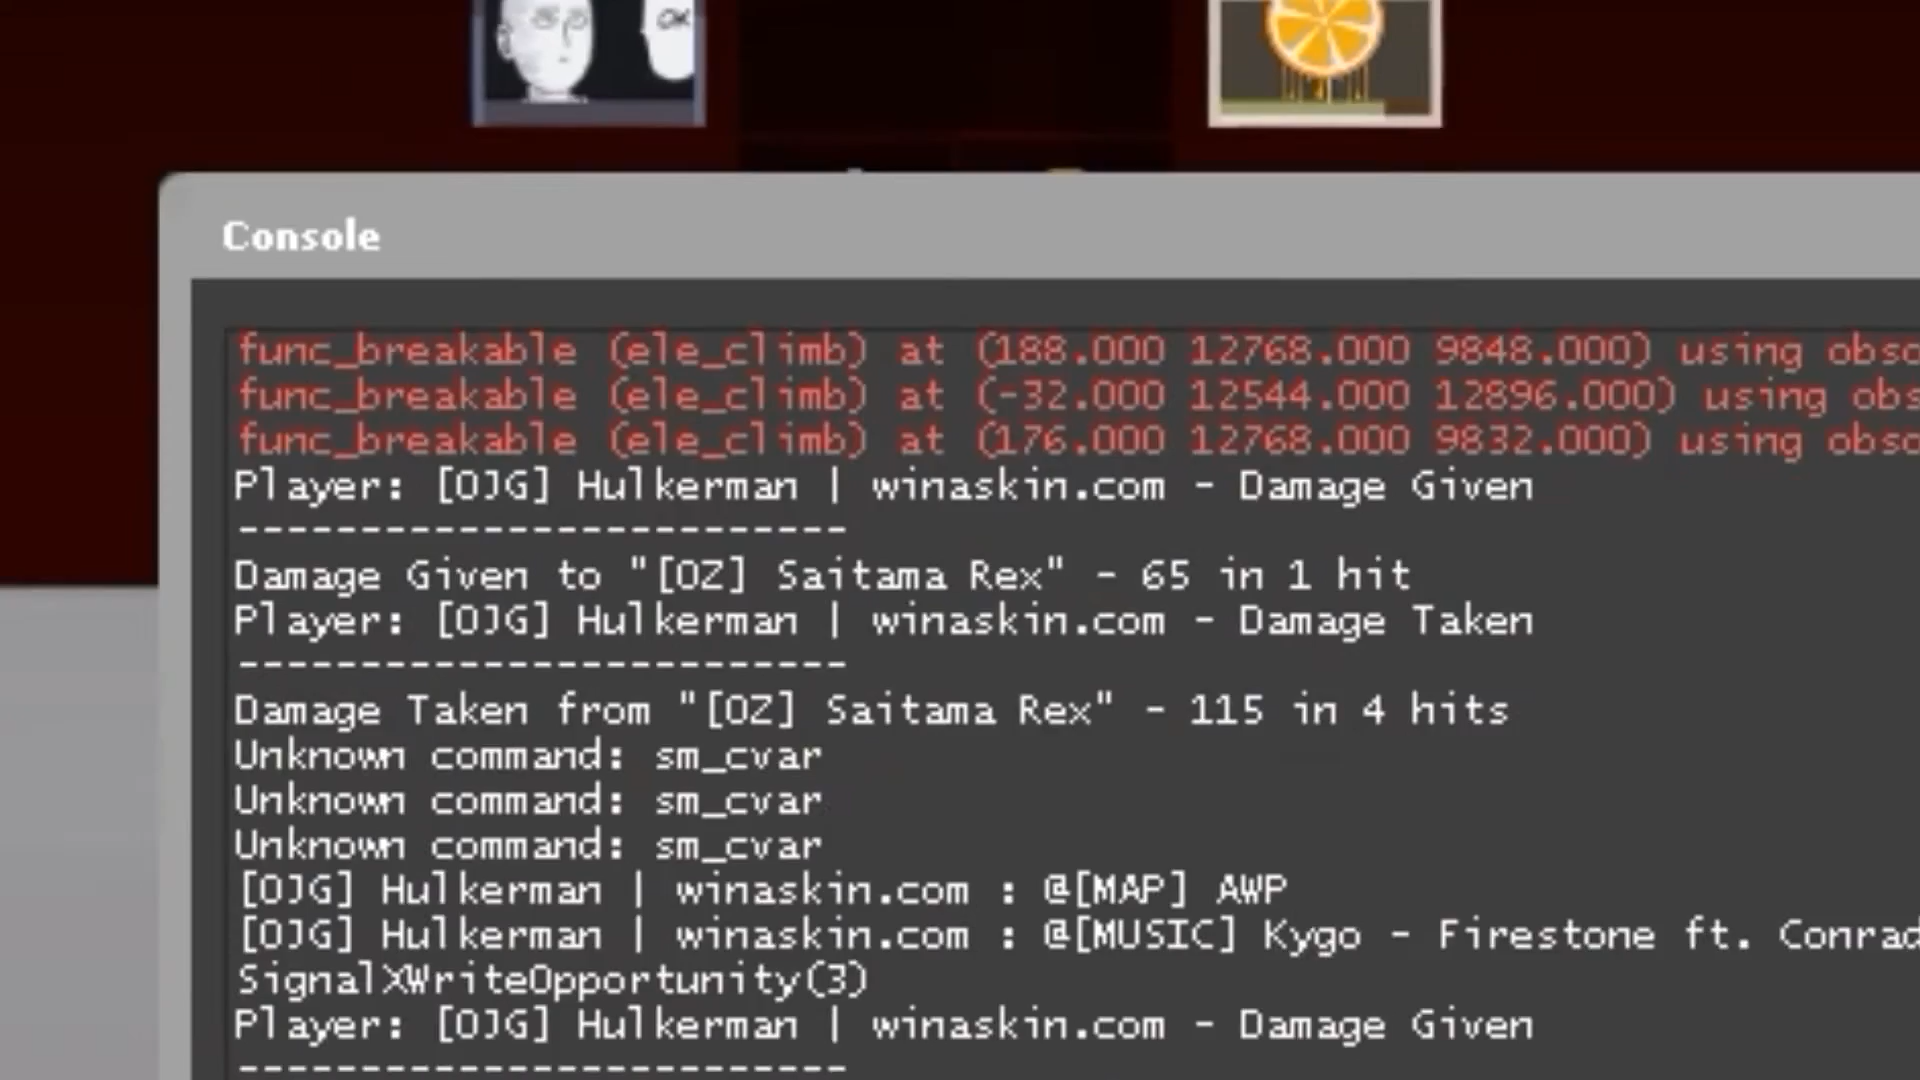 OK
Console
func_breakable (ele_climb) at (188.000 12768.000 9848.000) using
func_breakable (ele_climb) at (-32.000 12544.000 12896.000) using
func_breakable (ele_climb) at (176.000 12768.000 9832.000) using
Player: [OJG] Hulkerman | winaskin.com - Damage Given
-------------------------
Damage Given to "[OZ] Saitama Rex" - 65 in 1 hit
Player: [OJG] Hulkerman | winaskin.com - Damage Taken
-------------------------
Damage Taken from "[OZ] Saitama Rex" - 115 in 4 hits
Unknown command: sm_cvar
Unknown command: sm_cvar
Unknown command: sm_cvar
[OJG] Hulkerman | winaskin.com : @[MAP] AWP
[OJG] Hulkerman | winaskin.com : @[MUSIC] Kygo - Firestone ft. Conrad
SignalXWriteOpportunity(3)
Player: [OJG] Hulkerman | winaskin.com - Damage Given
-------------------------